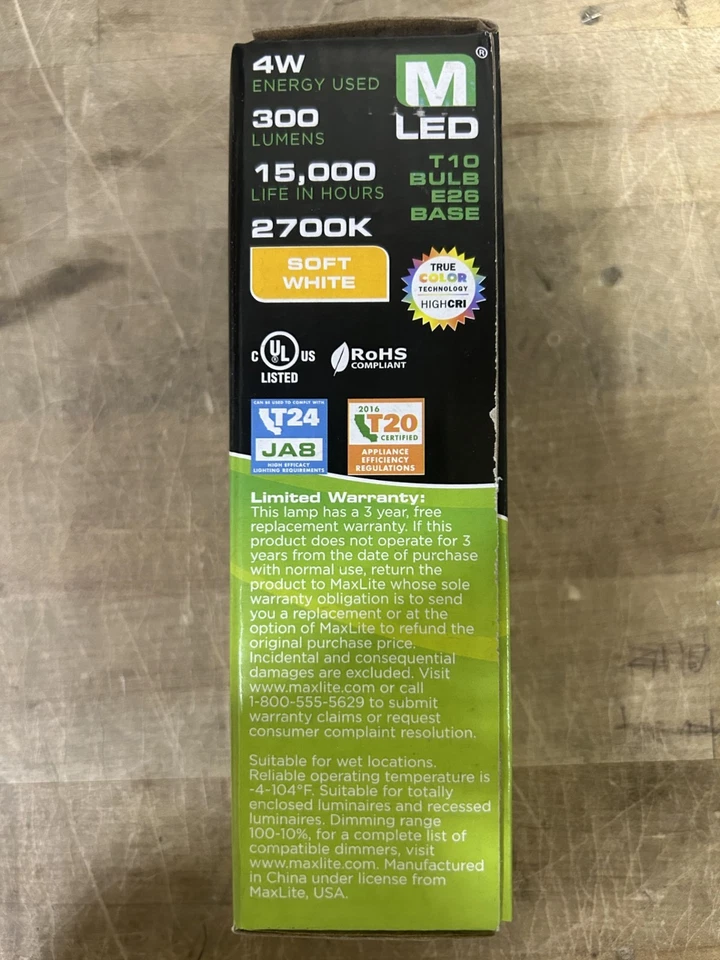 4W
ENERGY USED
300
LUMENS
15,000
LIFE IN HOURS
2700K
SOFT
WHITE
M®
LED
T10
BULB
E26
BASE
TRUE
COLOR
TECHNOLOGY
HIGHCRI
C UL US
®
LISTED
RoHS
COMPLIANT
CAN BE USED TO COMPLY WITH
T24
JA8
HIGH EFFICACY
LIGHTING REQUIREMENTS
2016
T20
CERTIFIED
APPLIANCE
EFFICIENCY
REGULATIONS
Limited Warranty:
This lamp has a 3 year, free
replacement warranty. If this
product does not operate for 3
years from the date of purchase
with normal use, return the
product to MaxLite whose sole
warranty obligation is to send
you a replacement or at the
option of MaxLite to refund the
original purchase price.
Incidental and consequential
damages are excluded. Visit
www.maxlite.com or call
1-800-555-5629 to submit
warranty claims or request
consumer complaint resolution.
Suitable for wet locations.
Reliable operating temperature is
-4-104°F. Suitable for totally
enclosed luminaires and recessed
luminaires. Dimming range
100-10%, for a complete list of
compatible dimmers, visit
www.maxlite.com. Manufactured
in China under license from
MaxLite, USA.